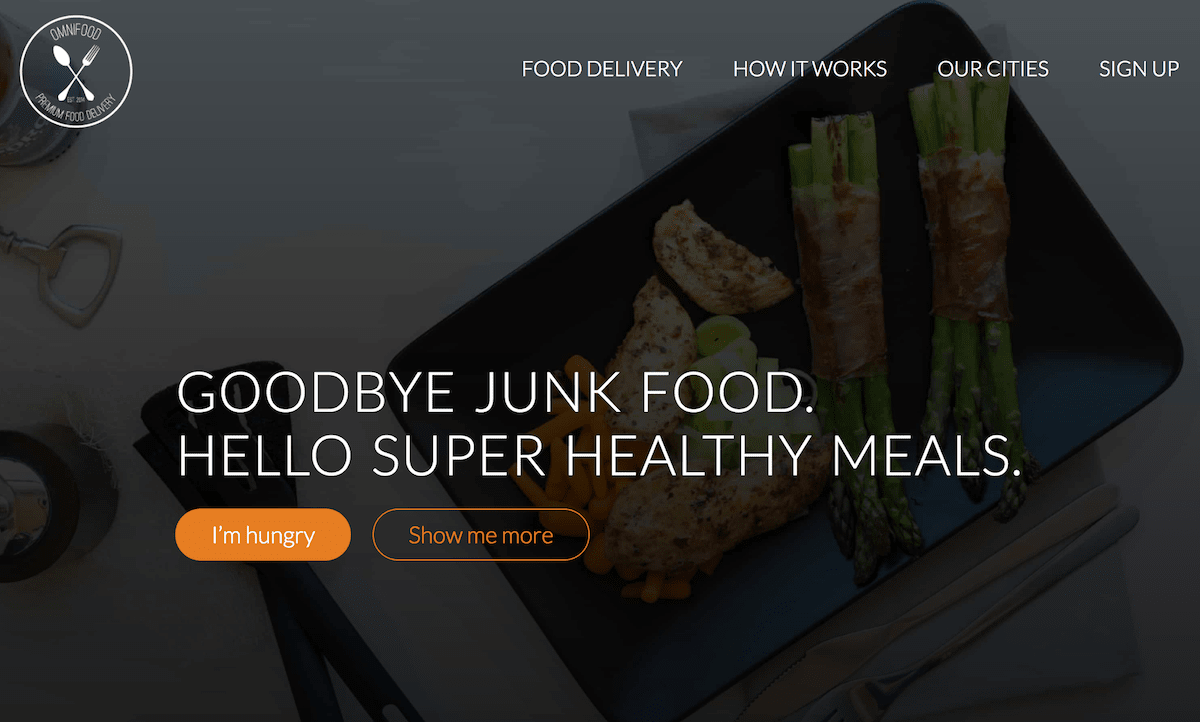 OMNIFOOD
EST. 2011
PREMIUM FOOD DELIVERY
FOOD DELIVERY
HOW IT WORKS
OUR CITIES
SIGN UP
GOODBYE JUNK FOOD.
HELLO SUPER HEALTHY MEALS.
I’m hungry
Show me more